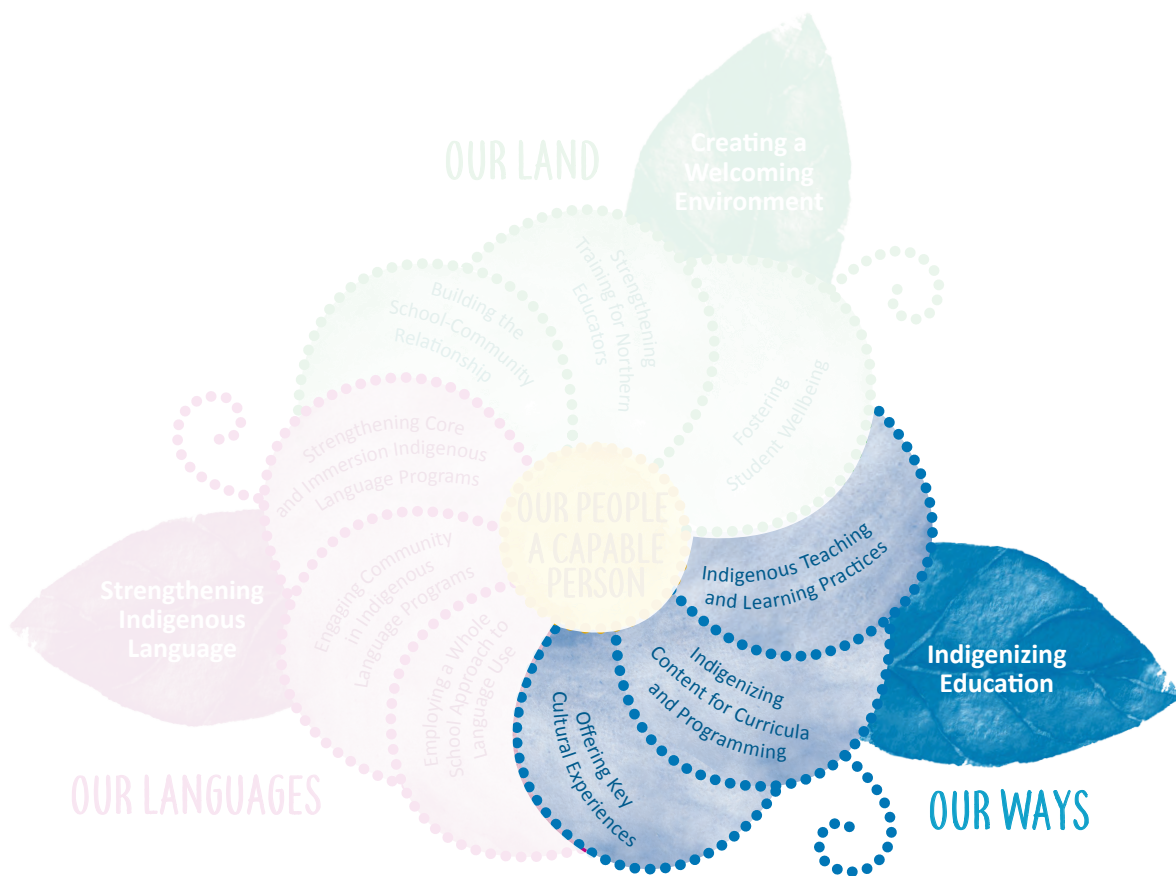 OUR LAND
Creating a
Welcoming
Environment
Building the
School-Community
Relationship
Strengthening
Training for Northern
Educators
Fostering
Student Wellbeing
Strengthening Core
and Immersion Indigenous
Language Programs
Engaging Community
in Indigenous
Language Programs
Employing a Whole
School Approach to
Language Use
Strengthening
Indigenous
Language
OUR LANGUAGES
OUR PEOPLE
A CAPABLE
PERSON
Indigenous Teaching
and Learning Practices
Indigenizing
Content for Curricula
and Programming
Offering Key
Cultural Experiences
Indigenizing
Education
OUR WAYS